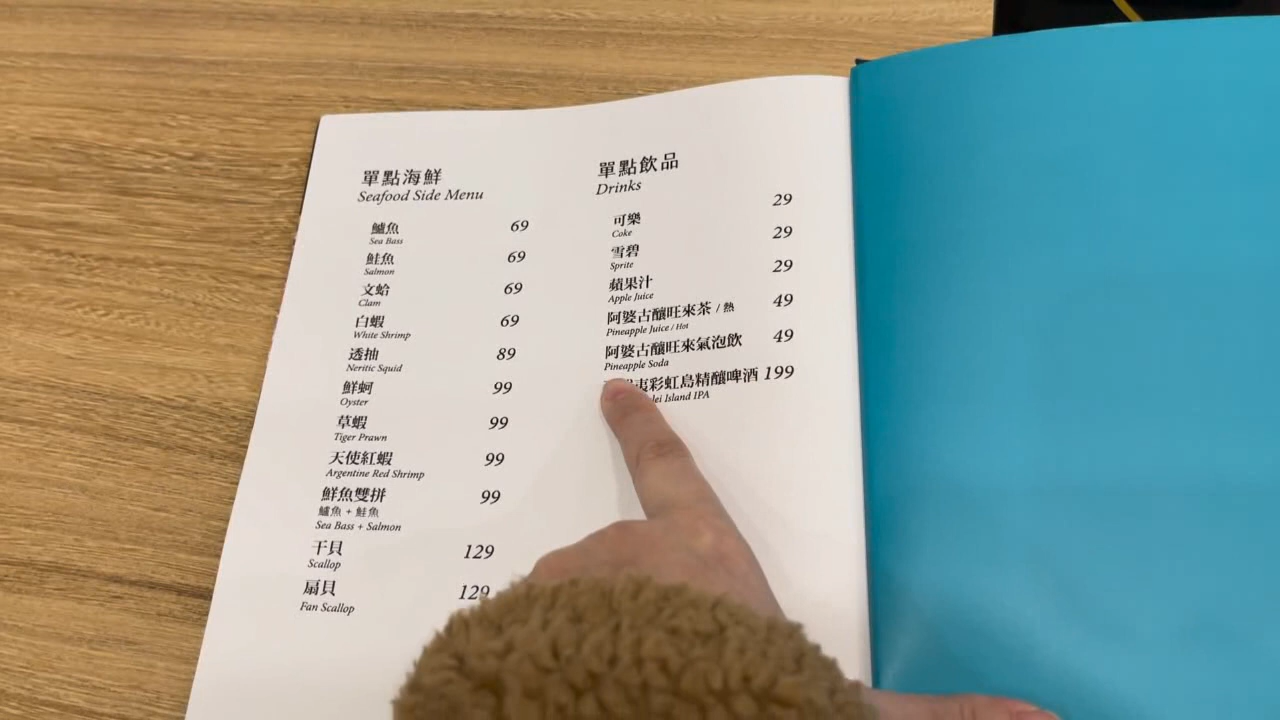 單點海鮮
Seafood Side Menu
鱸魚 69
Sea Bass
鮭魚 69
Salmon
文蛤 69
Clam
白蝦 69
White Shrimp
透抽 89
Neritic Squid
鮮蚵 99
Oyster
草蝦 99
Tiger Prawn
天使紅蝦 99
Argentine Red Shrimp
鮮魚雙拼 99
鱸魚 + 鮭魚
Sea Bass + Salmon
干貝 129
Scallop
扇貝 129
Fan Scallop
單點飲品
Drinks
可樂 29
Coke
雪碧 29
Sprite
蘋果汁 29
Apple Juice
阿婆古釀旺來茶 / 熱 49
Pineapple Juice / Hot
阿婆古釀旺來氣泡飲 49
Pineapple Soda
彩虹島精釀啤酒 199
Island IPA